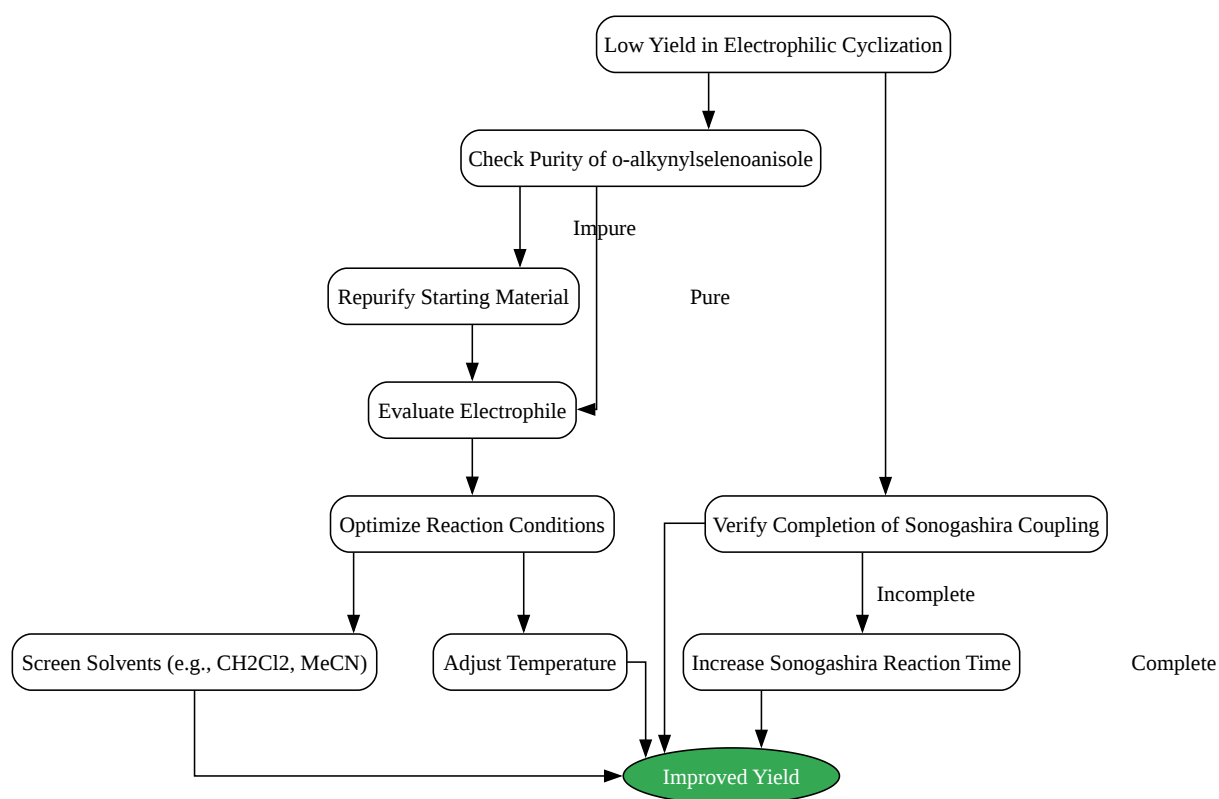 Low Yield in Electrophilic Cyclization
Check Purity of o-alkynylselenoanisole
Impure
Repurify Starting Material
Pure
Evaluate Electrophile
Optimize Reaction Conditions
Verify Completion of Sonogashira Coupling
Incomplete
Screen Solvents (e.g., CH2Cl2, MeCN)
Adjust Temperature
Increase Sonogashira Reaction Time
Complete
Improved Yield